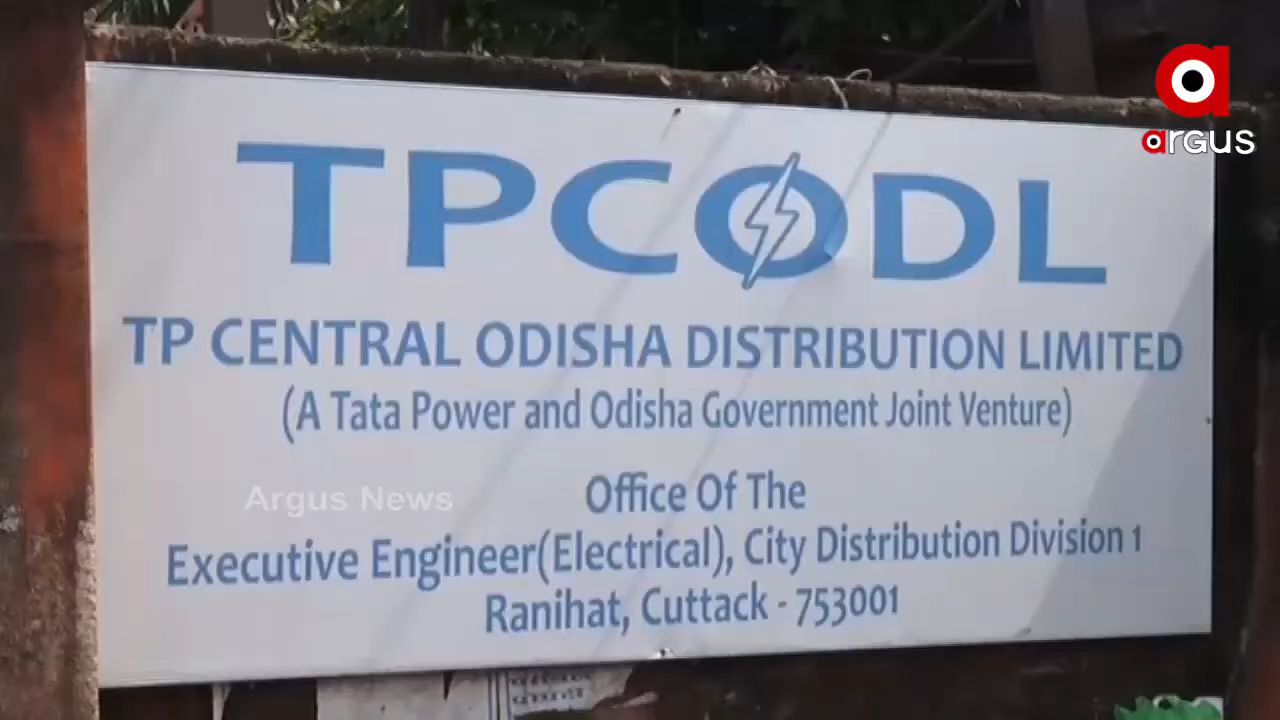 argus
TPCODL
TP CENTRAL ODISHA DISTRIBUTION LIMITED
(A Tata Power and Odisha Government Joint Venture)
Argus News
Office Of The
Executive Engineer(Electrical), City Distribution Division 1
Ranihat, Cuttack - 753001